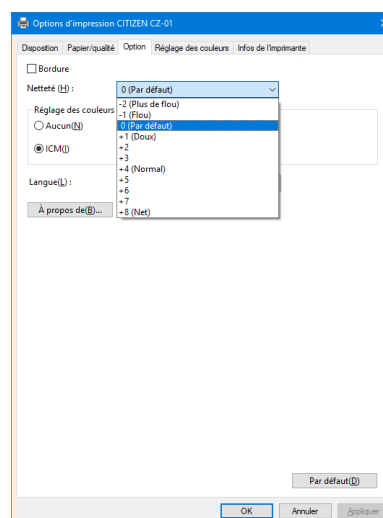 Options d'impression CITIZEN CZ-01
Disposition Papier/qualité Option Réglage des couleurs Infos de l'imprimante
Bordure
Netteté (H) : 0 (Par défaut)
-2 (Plus de flou)
-1 (Flou)
Réglage des couleurs 0 (Par défaut)
Aucun(N) +1 (Doux)
+2
ICM(I) +3
+4 (Normal)
Langue(L) : +5
+6
À propos de(B)... +7
+8 (Net)
Par défaut(D)
OK Annuler Appliquer